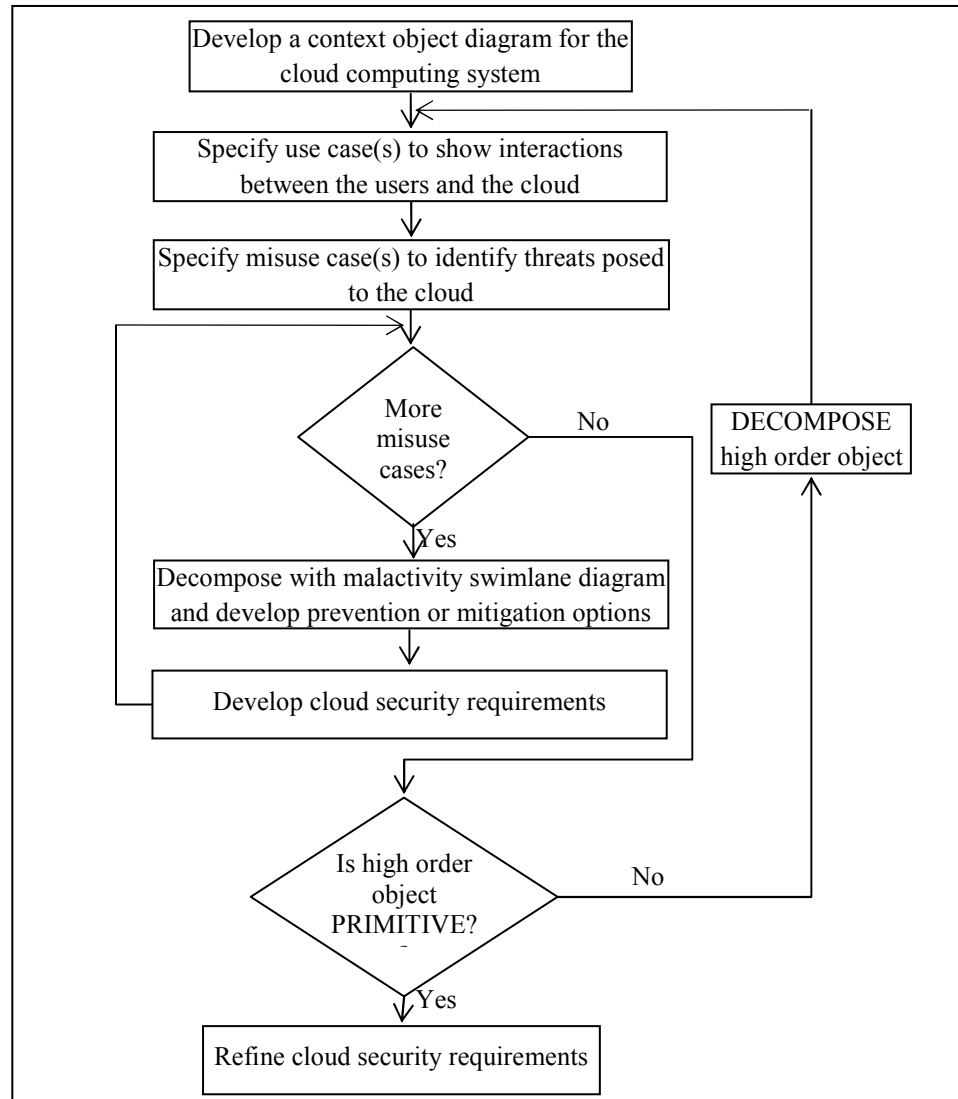 Develop a context object diagram for the
cloud computing system
Specify use case(s) to show interactions
between the users and the cloud
Specify misuse case(s) to identify threats posed
to the cloud
More
misuse
cases?
No
DECOMPOSE
high order object
Yes
Decompose with malactivity swimlane diagram
and develop prevention or mitigation options
Develop cloud security requirements
Is high order
object
PRIMITIVE?
No
Yes
Refine cloud security requirements